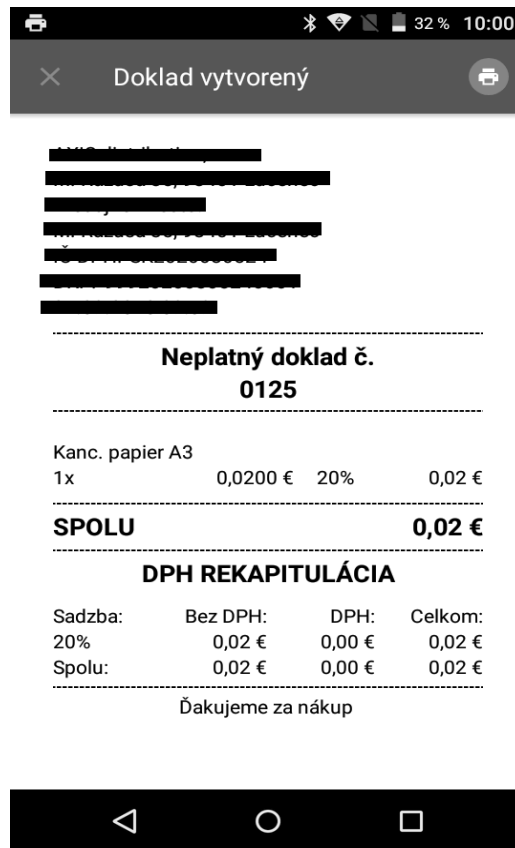 32 % 10:00
Doklad vytvorený
Neplatný doklad č.
0125
Kanc. papier A3
1x 0,0200 € 20% 0,02 €
SPOLU 0,02 €
DPH REKAPITULÁCIA
Sadzba: Bez DPH: DPH: Celkom:
20% 0,02 € 0,00 € 0,02 €
Spolu: 0,02 € 0,00 € 0,02 €
Ďakujeme za nákup